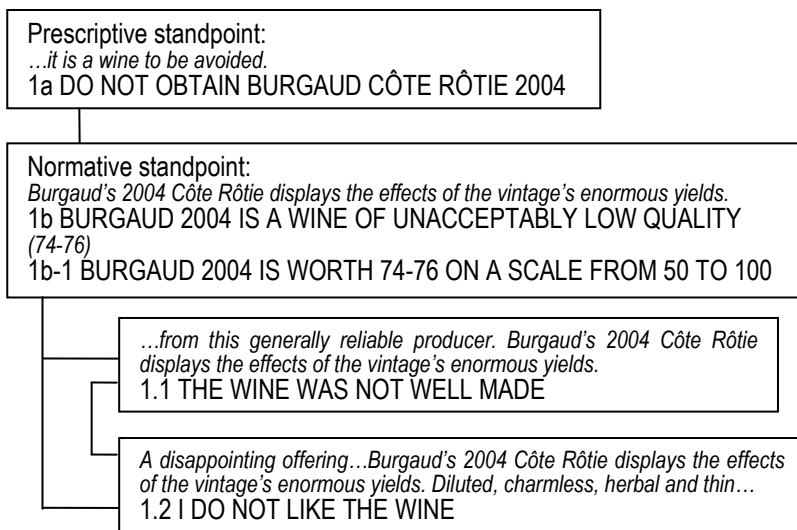 Prescriptive standpoint:
…it is a wine to be avoided.
1a DO NOT OBTAIN BURGAUD CÔTE RÔTIE 2004
Normative standpoint:
Burgaud's 2004 Côte Rôtie displays the effects of the vintage's enormous yields.
1b BURGAUD 2004 IS A WINE OF UNACCEPTABLY LOW QUALITY
(74-76)
1b-1 BURGAUD 2004 IS WORTH 74-76 ON A SCALE FROM 50 TO 100
…from this generally reliable producer. Burgaud's 2004 Côte Rôtie
displays the effects of the vintage's enormous yields.
1.1 THE WINE WAS NOT WELL MADE
A disappointing offering…Burgaud's 2004 Côte Rôtie displays the effects
of the vintage's enormous yields. Diluted, charmless, herbal and thin…
1.2 I DO NOT LIKE THE WINE